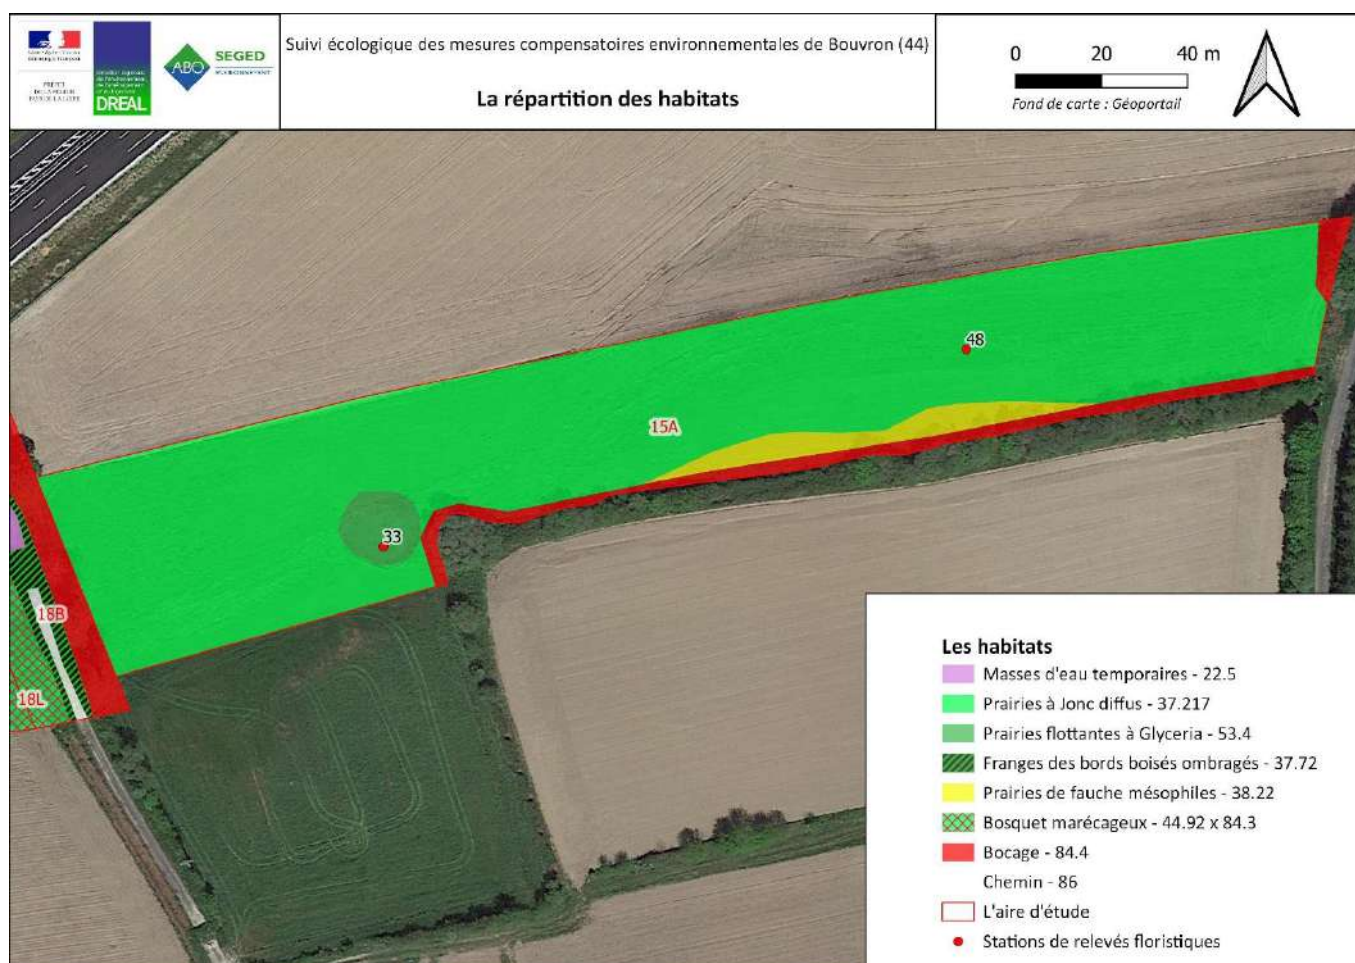 Suivi écologique des mesures compensatoires environnementales de Bouvron (44)
La répartition des habitats
DREAL
ABO
SEGED
0 20 40 m
Fond de carte : Géoportail
48
15A
33
18B
18L
Les habitats
Masses d'eau temporaires - 22.5
Prairies à Jonc diffus - 37.217
Prairies flottantes à Glyceria - 53.4
Franges des bords boisés ombragés - 37.72
Prairies de fauche mésophiles - 38.22
Bosquet marécageux - 44.92 x 84.3
Bocage - 84.4
Chemin - 86
L'aire d'étude
Stations de relevés floristiques